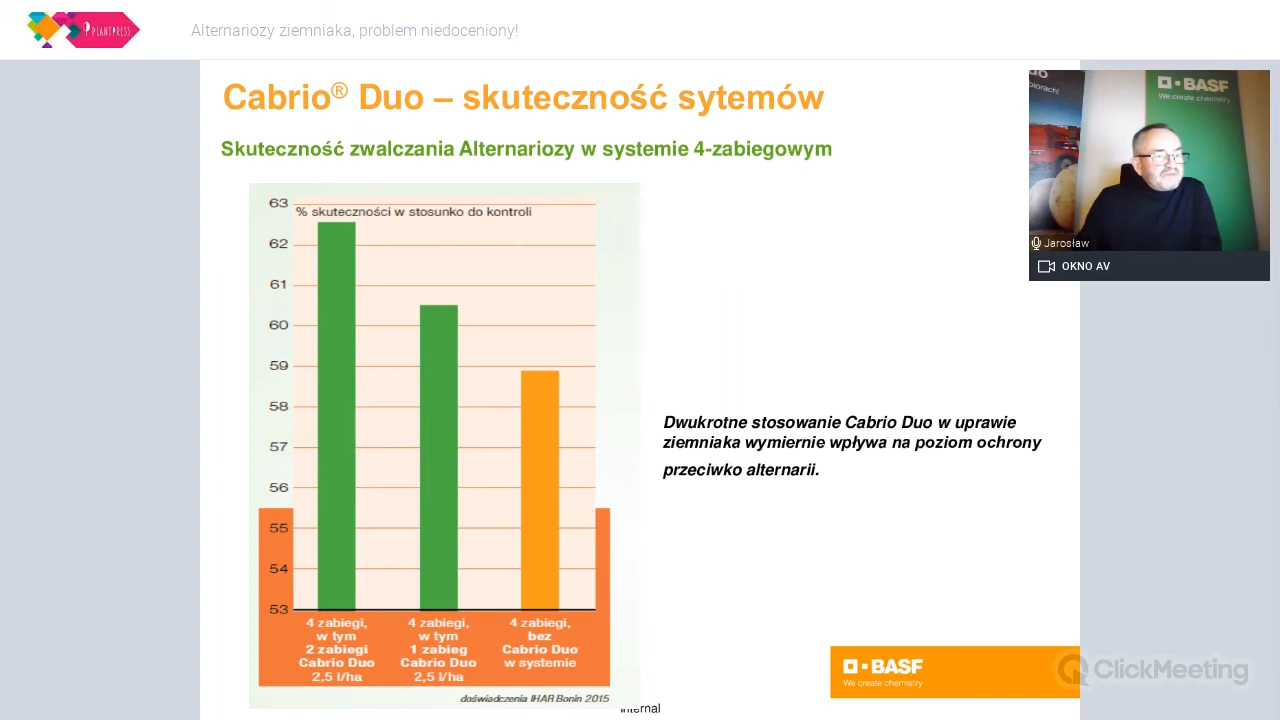 PLANTPRESS
Alternariozy ziemniaka, problem niedoceniony!
Cabrio® Duo – skuteczność sytemów
Skuteczność zwalczania Alternariozy w systemie 4-zabiegowym
BASF
We create chemistry
Jarosław
OKNO AV
% skuteczności w stosunko do kontroli
63
62
61
60
59
58
57
56
55
54
53
4 zabiegi,
w tym
2 zabiegi
Cabrio Duo
2,5 l/ha
4 zabiegi,
w tym
1 zabieg
Cabrio Duo
2,5 l/ha
4 zabiegi,
bez
Cabrio Duo
w systemie
doświadczenia IHAR Bonin 2015
Dwukrotne stosowanie Cabrio Duo w uprawie
ziemniaka wymiernie wpływa na poziom ochrony
przeciwko alternarii.
BASF
We create chemistry
ClickMeeting
Internal